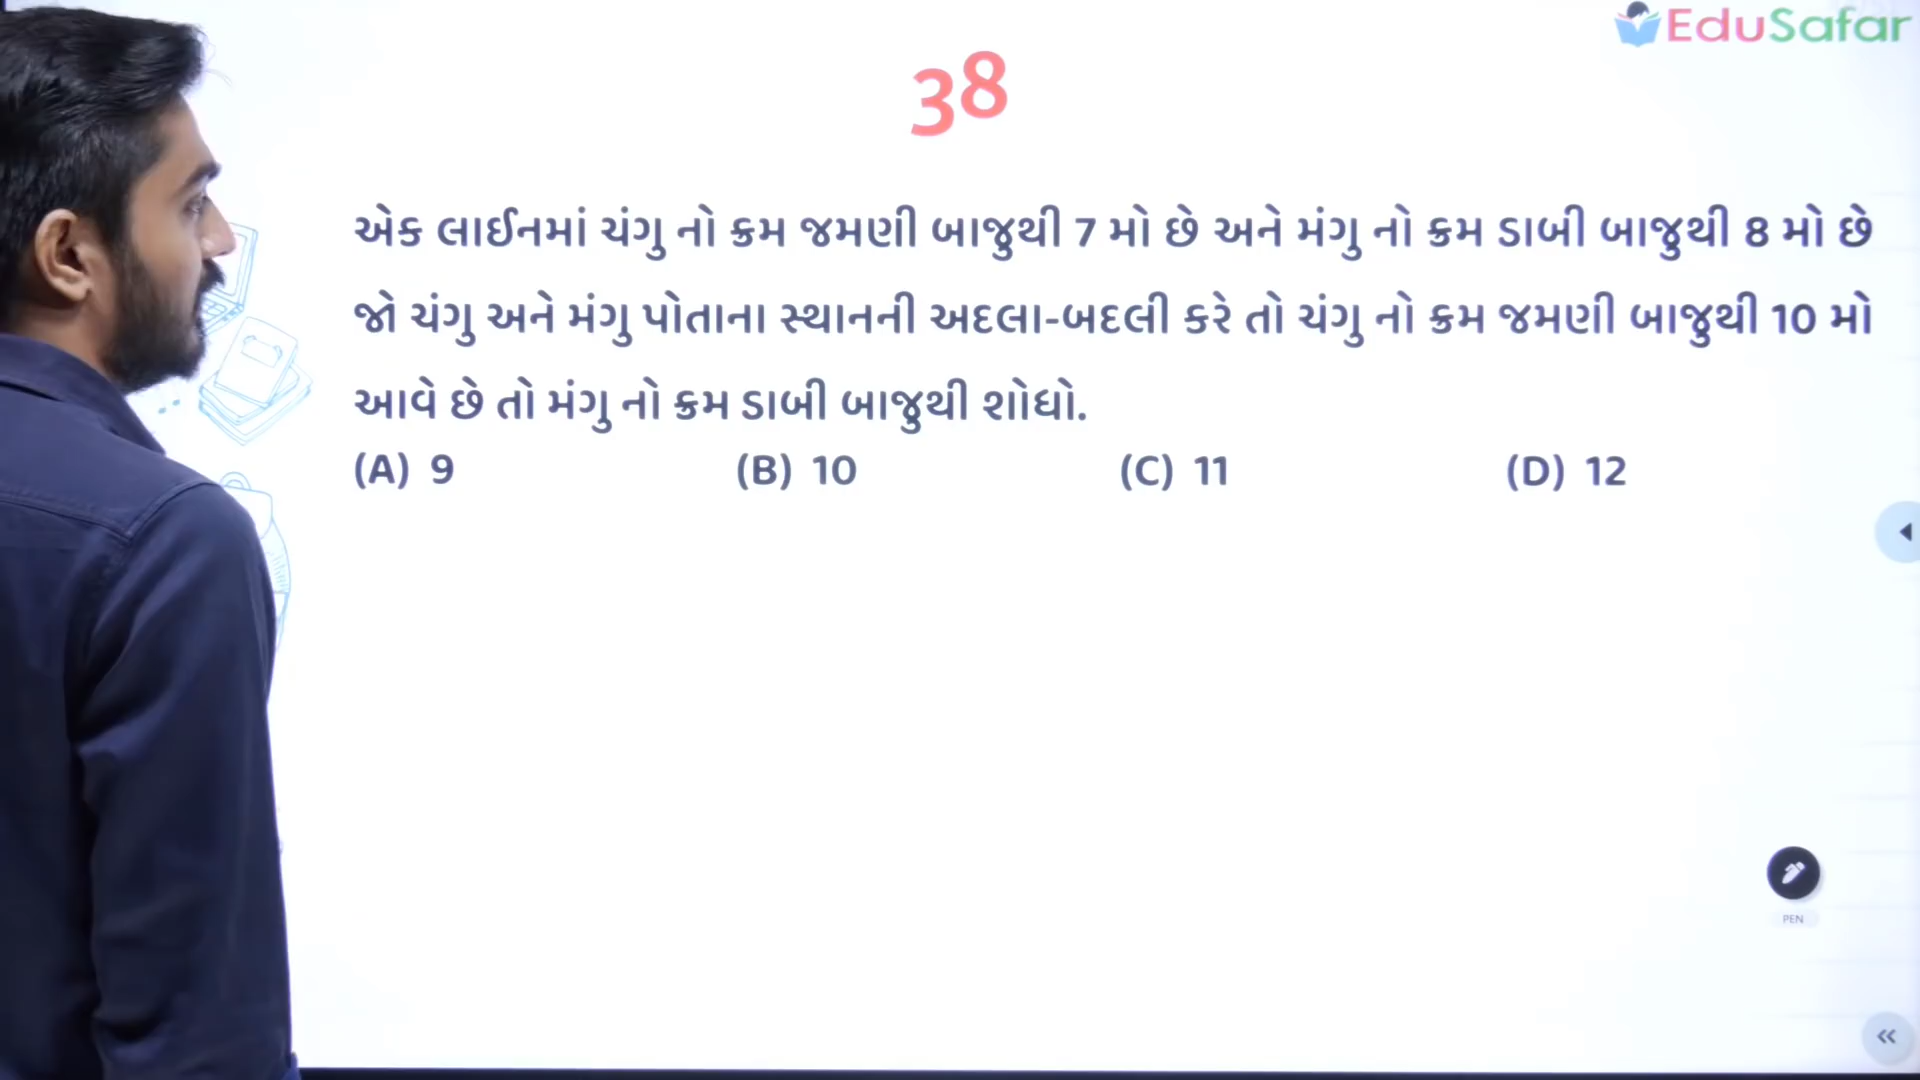 EduSafar
38
એક લાઈનમાં ચંગુ નો ક્રમ જમણી બાજુથી 7 મો છે અને મંગુ નો ક્રમ ડાબી બાજુથી 8 મો છે
જો ચંગુ અને મંગુ પોતાના સ્થાનની અદલા-બદલી કરે તો ચંગુ નો ક્રમ જમણી બાજુથી 10 મો
આવે છે તો મંગુ નો ક્રમ ડાબી બાજુથી શોધો.
(A) 9 (B) 10 (C) 11 (D) 12
PEN